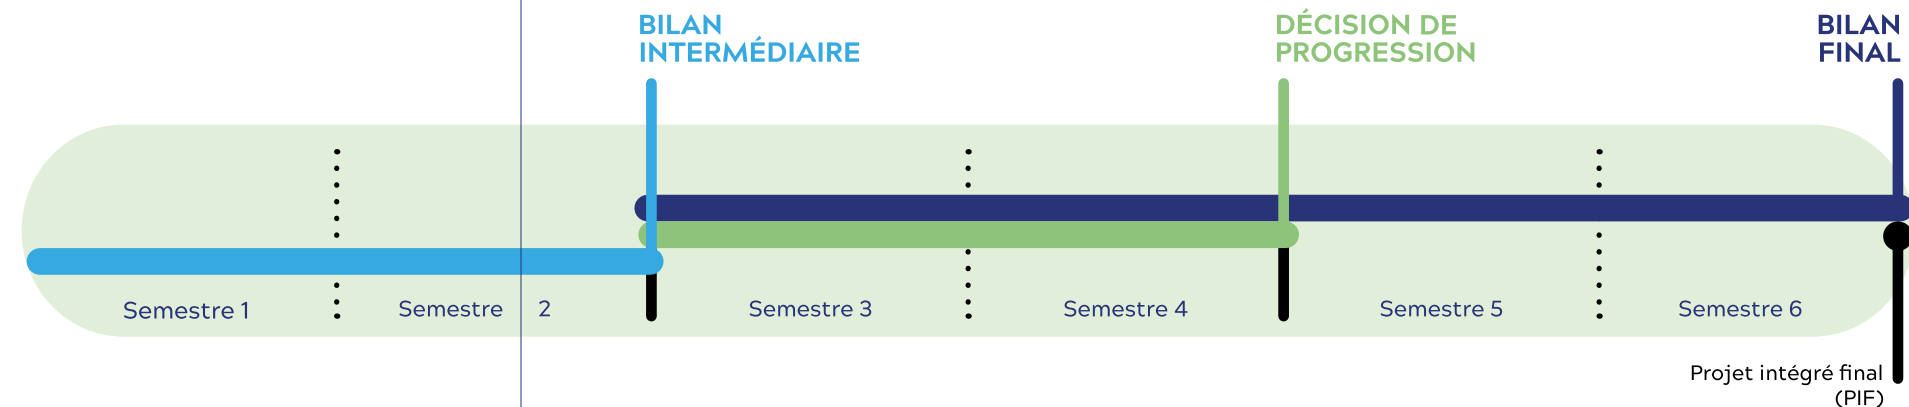 BILAN
INTERMÉDIAIRE
DÉCISION DE
PROGRESSION
BILAN
FINAL
Semestre 1
Semestre 2
Semestre 3
Semestre 4
Semestre 5
Semestre 6
Projet intégré final
(PIF)